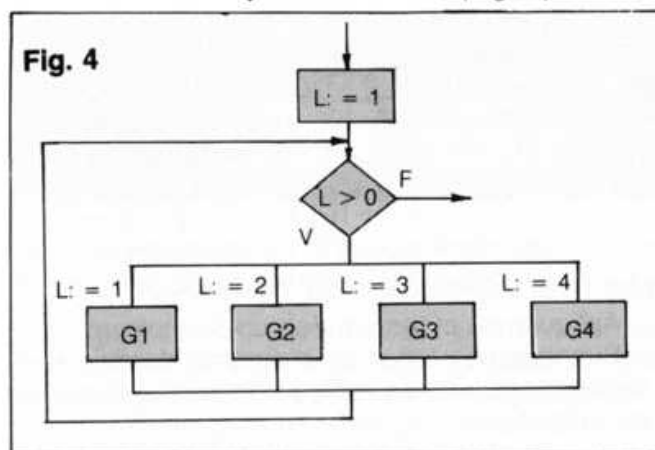 Fig. 4
L: = 1
L > 0
F
V
L: = 1
L: = 2
L: = 3
L: = 4
G1
G2
G3
G4